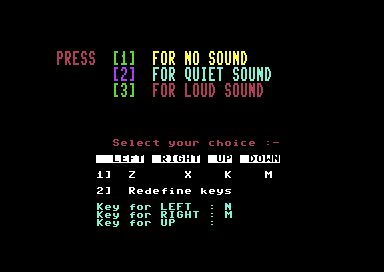 PRESS [1] FOR NO SOUND
[2] FOR QUIET SOUND
[3] FOR LOUD SOUND
Select your choice :-
LEFT RIGHT UP DOWN
1] Z X K M
2] Redefine keys
Key for LEFT : N
Key for RIGHT : M
Key for UP :